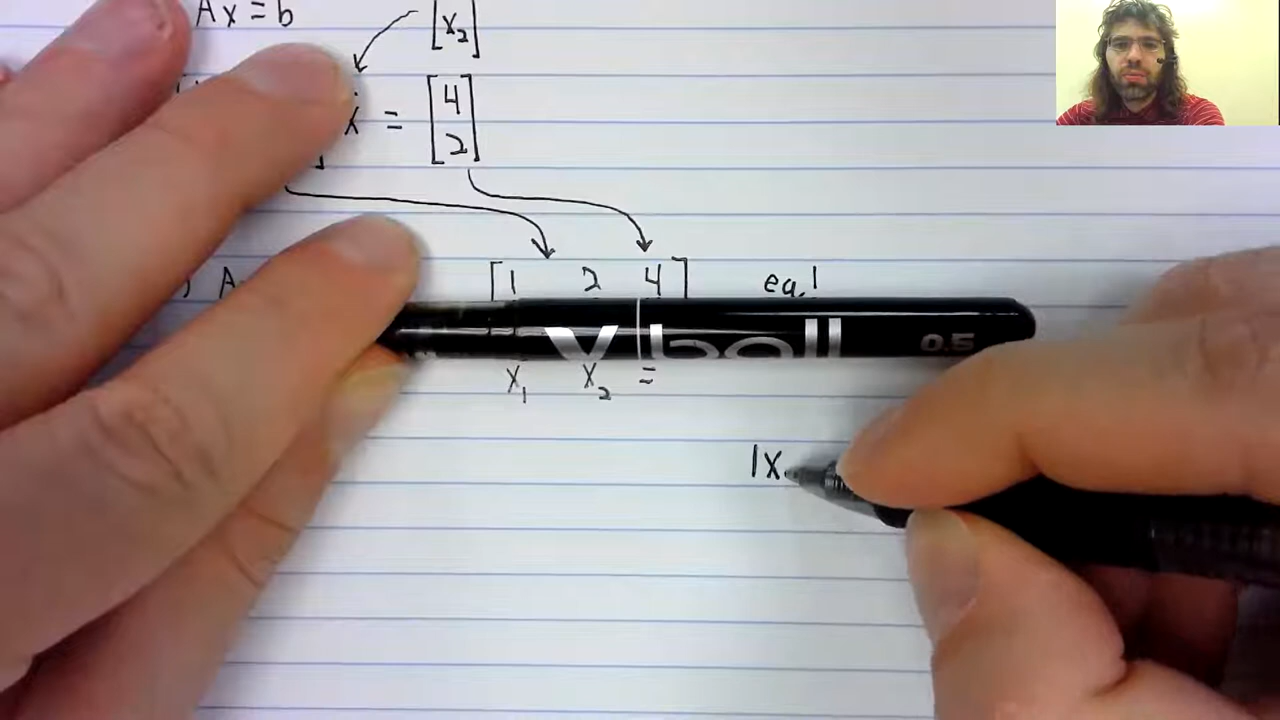 Ax = b
[x₂]
x = [4
2]
) A
[1 2 4] eq 1
ball 0.5
x₁ x₂ =
1x